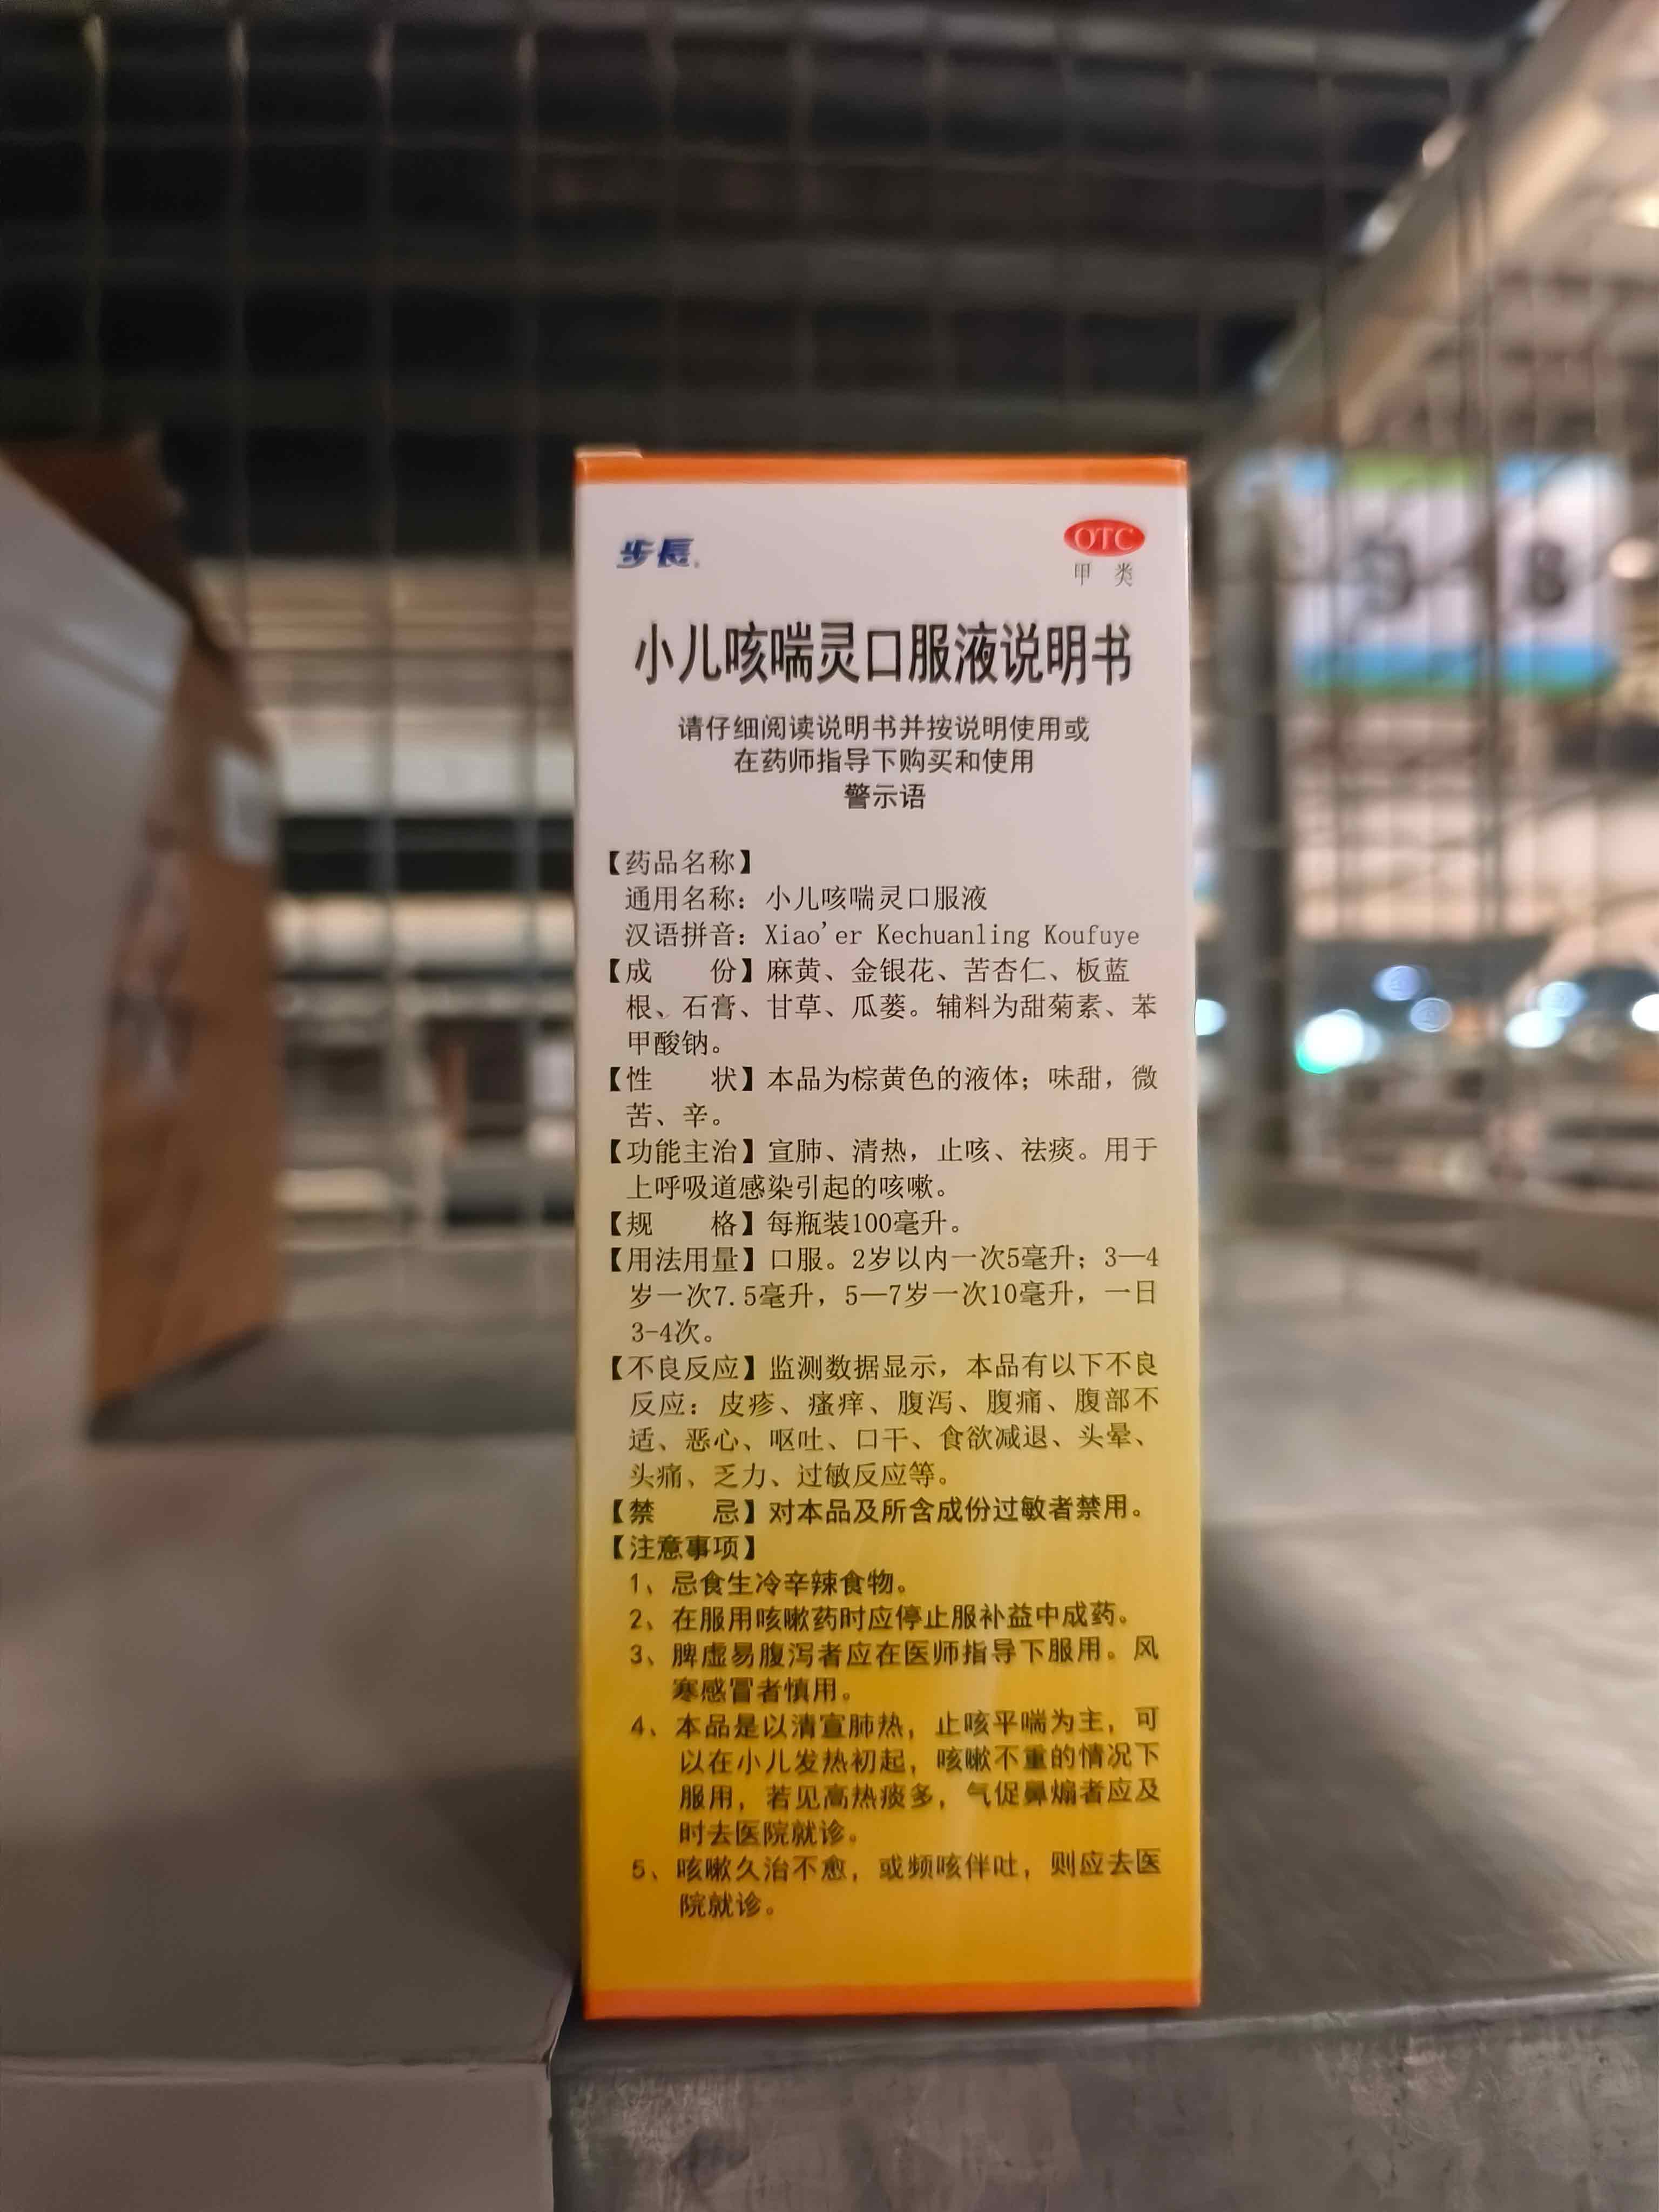 步長
OTC
甲 类
小儿咳喘灵口服液说明书
请仔细阅读说明书并按说明使用或
在药师指导下购买和使用
警示语
【药品名称】
通用名称：小儿咳喘灵口服液
汉语拼音：Xiao'er Kechuanling Koufuye
【成　　份】麻黄、金银花、苦杏仁、板蓝
根、石膏、甘草、瓜蒌。辅料为甜菊素、苯
甲酸钠。
【性　　状】本品为棕黄色的液体；味甜，微
苦、辛。
【功能主治】宣肺、清热，止咳、祛痰。用于
上呼吸道感染引起的咳嗽。
【规　　格】每瓶装100毫升。
【用法用量】口服。2岁以内一次5毫升；3—4
岁一次7.5毫升，5—7岁一次10毫升，一日
3-4次。
【不良反应】监测数据显示，本品有以下不良
反应：皮疹、瘙痒、腹泻、腹痛、腹部不
适、恶心、呕吐、口干、食欲减退、头晕、
头痛、乏力、过敏反应等。
【禁　　忌】对本品及所含成份过敏者禁用。
【注意事项】
1、忌食生冷辛辣食物。
2、在服用咳嗽药时应停止服补益中成药。
3、脾虚易腹泻者应在医师指导下服用。风
寒感冒者慎用。
4、本品是以清宣肺热，止咳平喘为主，可
以在小儿发热初起，咳嗽不重的情况下
服用，若见高热痰多，气促鼻煽者应及
时去医院就诊。
5、咳嗽久治不愈，或频咳伴吐，则应去医
院就诊。